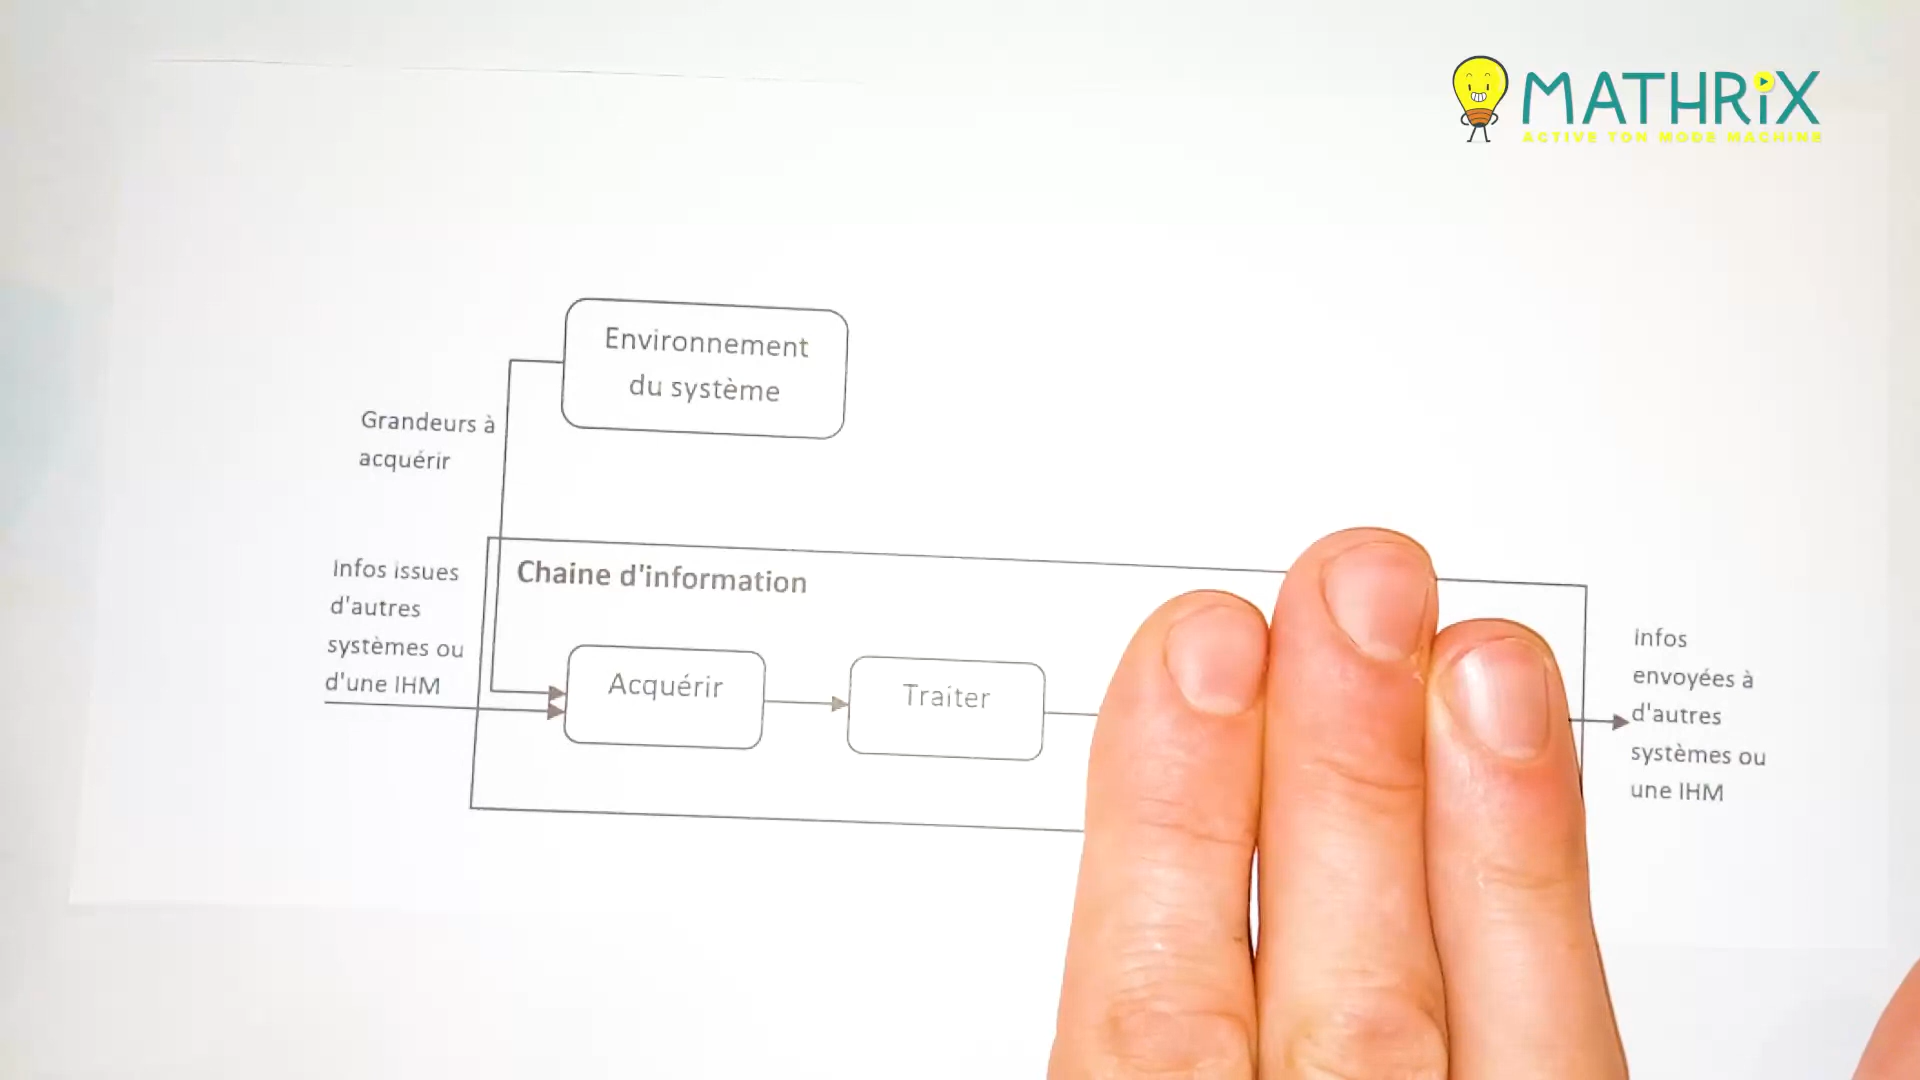 MATHRiX
ACTIVE TON MODE MACHINE
Environnement
du système
Grandeurs à
acquérir
Infos issues
d'autres
systèmes ou
d'une IHM
Chaine d'information
Acquérir
Traiter
Infos
envoyées à
d'autres
systèmes ou
une IHM